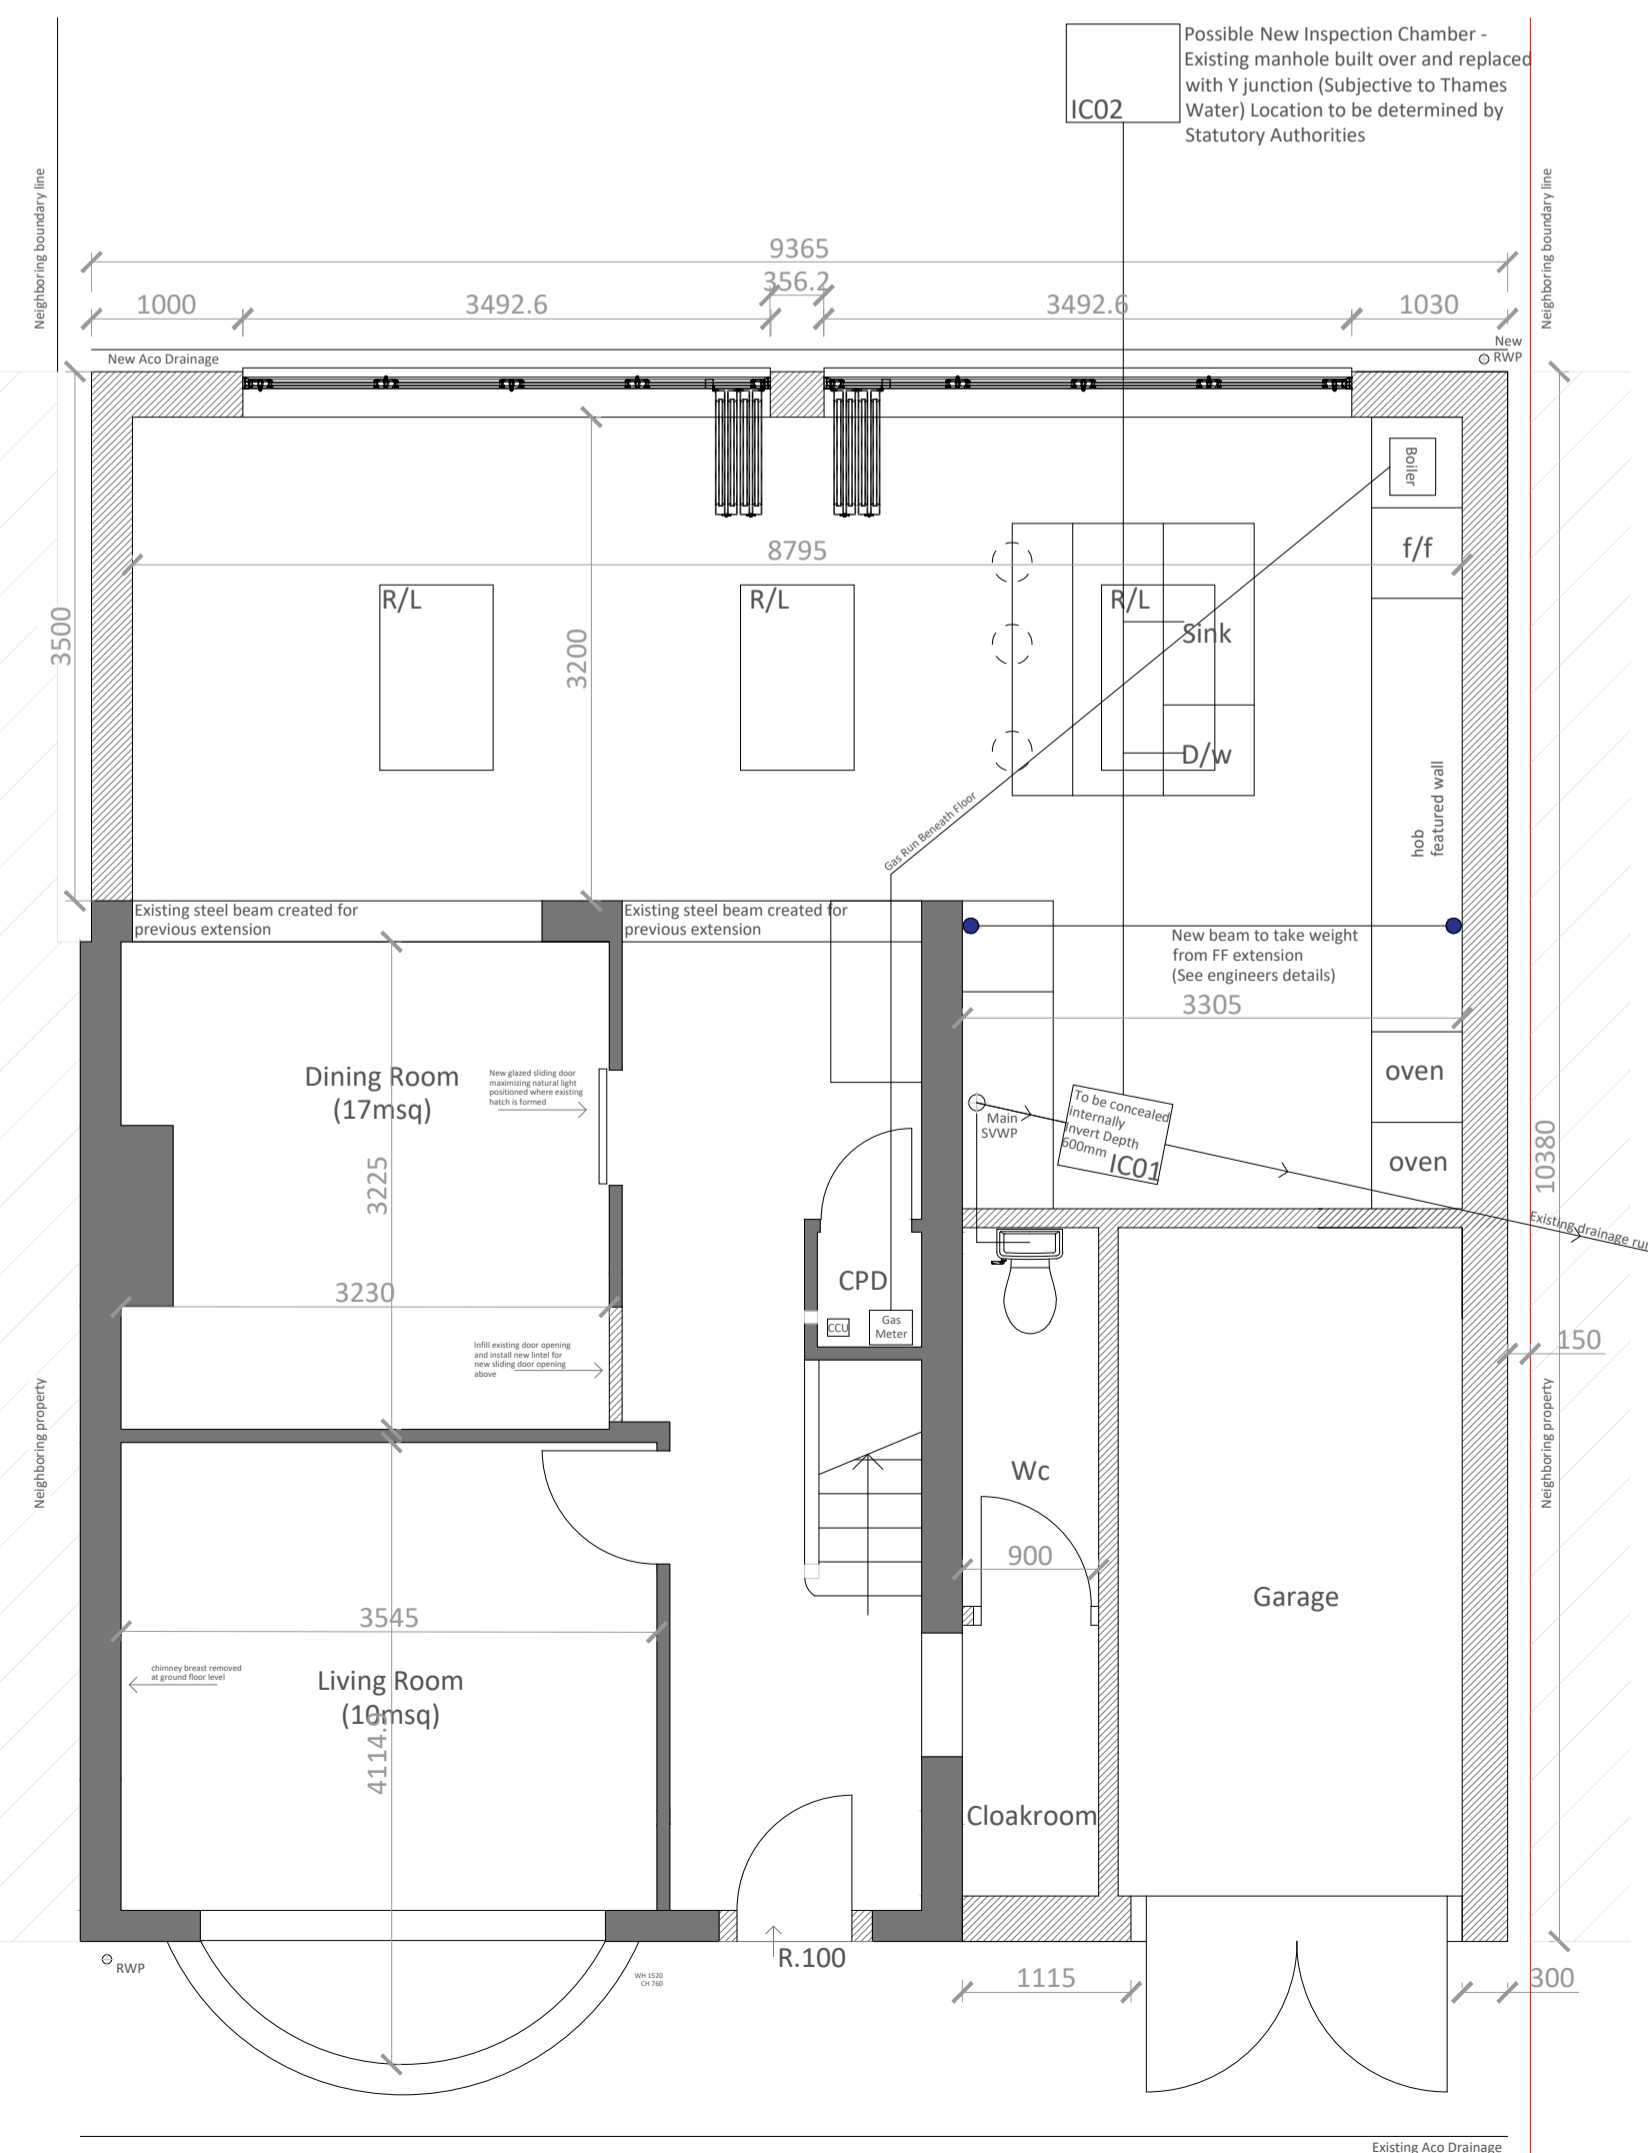 Possible New Inspection Chamber -
Existing manhole built over and replaced
with Y junction (Subjective to Thames
Water) Location to be determined by
Statutory Authorities
IC02
Neighboring boundary line
Neighboring boundary line
9365
356.2
1000
3492.6
3492.6
1030
New Aco Drainage
New
RWP
Boiler
f/f
8795
R/L
R/L
R/L
Sink
3500
3200
D/w
hob
featured wall
Gas Run Beneath Floor
Existing steel beam created for
previous extension
Existing steel beam created for
previous extension
New beam to take weight
from FF extension
(See engineers details)
3305
Dining Room
(17msq)
New glazed sliding door
maximizing natural light
positioned where existing
hatch is formed
oven
To be concealed
internally
Invert Depth
600mm
IC01
Main
SVWP
oven
10380
3225
Existing drainage run
CPD
3230
CCU
Gas
Meter
Infill existing door opening
and install new lintel for
new sliding door opening
above
150
Neighboring property
Neighboring property
Wc
900
Garage
3545
chimney breast removed
at ground floor level
Living Room
(10msq)
4114.9
Cloakroom
RWP
WH 1520
CH 760
R.100
1115
300
Existing Aco Drainage